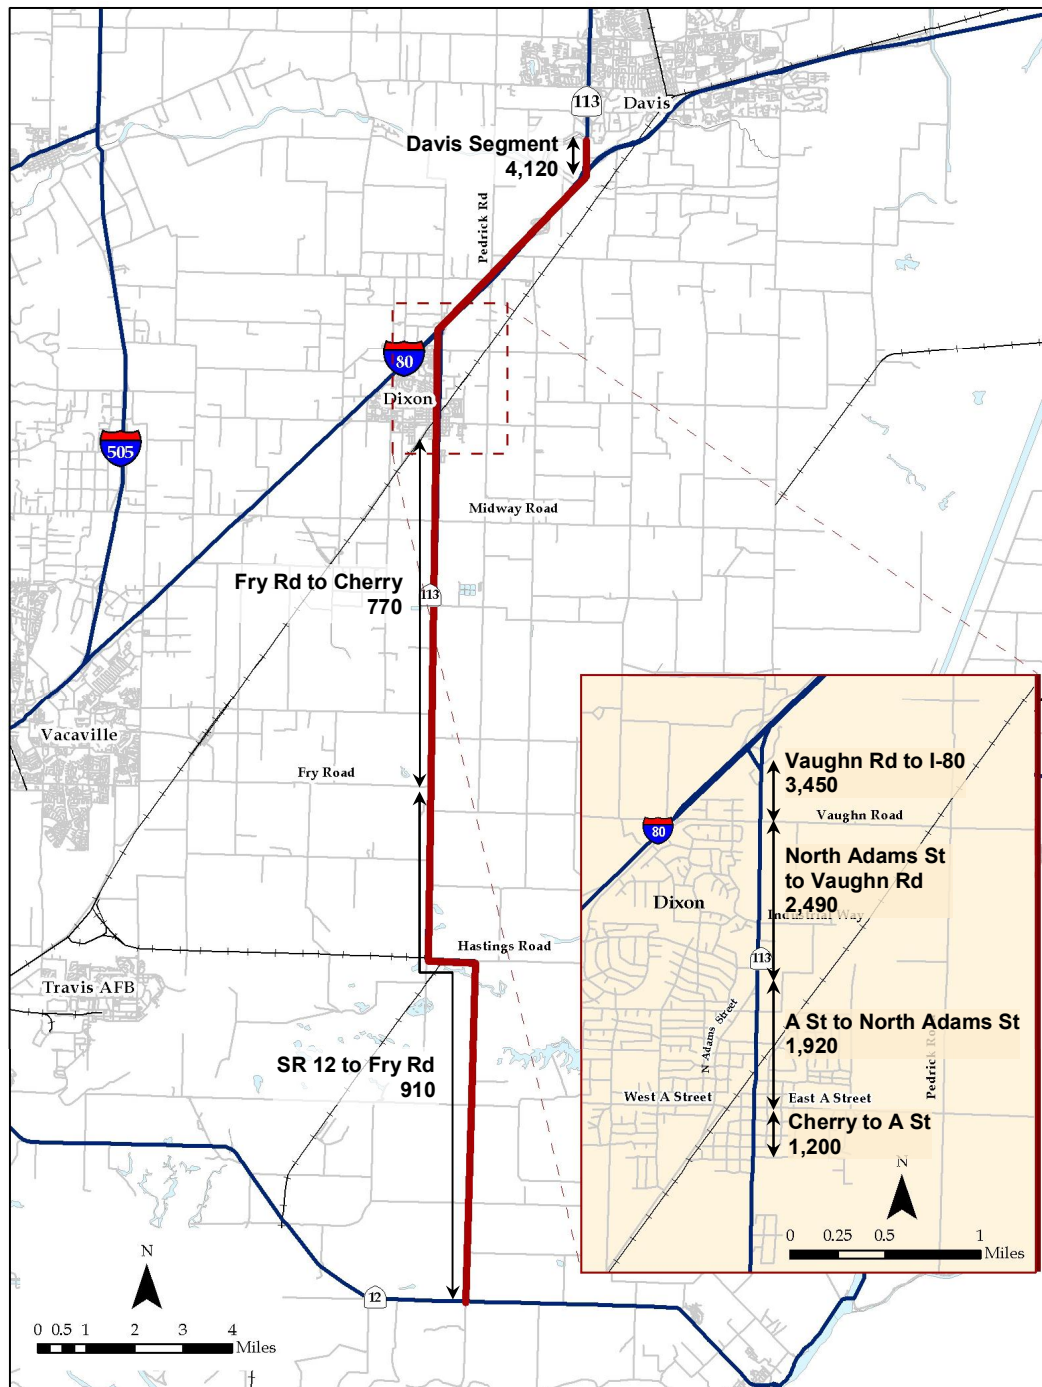 113
Davis
Davis Segment
4,120
Pedrick Rd
80
Dixon
505
Midway Road
Fry Rd to Cherry
770
113
Vacaville
Fry Road
Hastings Road
Travis AFB
SR 12 to Fry Rd
910
12
N
0 0.5 1 2 3 4
Miles
Vaughn Rd to I-80
3,450
Vaughn Road
80
North Adams St
to Vaughn Rd
2,490
Industrial Way
Dixon
113
N Adams Street
A St to North Adams St
1,920
Pedrick Road
West A Street
East A Street
Cherry to A St
1,200
N
0 0.25 0.5 1
Miles